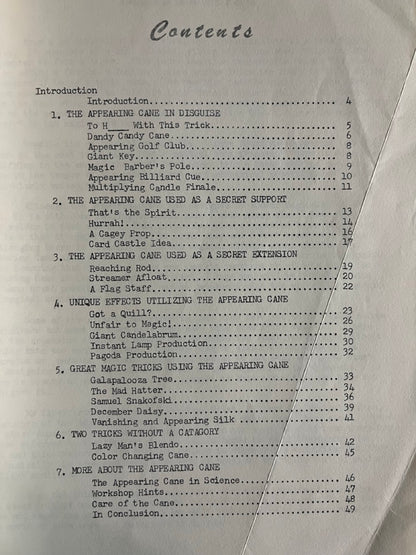 Contents
Introduction
Introduction.............................. 4
1. THE APPEARING CANE IN DISGUISE
To H___ With This Trick................... 5
Dandy Candy Cane.......................... 6
Appearing Golf Club....................... 8
Giant Key................................. 8
Magic Barber's Pole....................... 9
Appearing Billiard Cue.................... 10
Multiplying Candle Finale................. 11
2. THE APPEARING CANE USED AS A SECRET SUPPORT
That's the Spirit......................... 13
Hurrah!................................... 14
A Cagey Prop.............................. 16
Card Castle Idea.......................... 17
3. THE APPEARING CANE USED AS A SECRET EXTENSION
Reaching Rod.............................. 19
Streamer Afloat........................... 20
A Flag Staff.............................. 22
4. UNIQUE EFFECTS UTILIZING THE APPEARING CANE
Got a Quill?.............................. 23
Unfair to Magic!.......................... 26
Giant Candelabrum......................... 29
Instant Lamp Production................... 30
Pagoda Production......................... 32
5. GREAT MAGIC TRICKS USING THE APPEARING CANE
Galapalooza Tree.......................... 33
The Mad Hatter............................ 34
Samuel Snakofski.......................... 36
December Daisy............................ 39
Vanishing and Appearing Silk ............. 41
6. TWO TRICKS WITHOUT A CATAGORY
Lazy Man's Blendo......................... 42
Color Changing Cane....................... 45
7. MORE ABOUT THE APPEARING CANE
The Appearing Cane in Science............. 46
Workshop Hints............................ 47
Care of the Cane.......................... 48
In Conclusion............................. 49